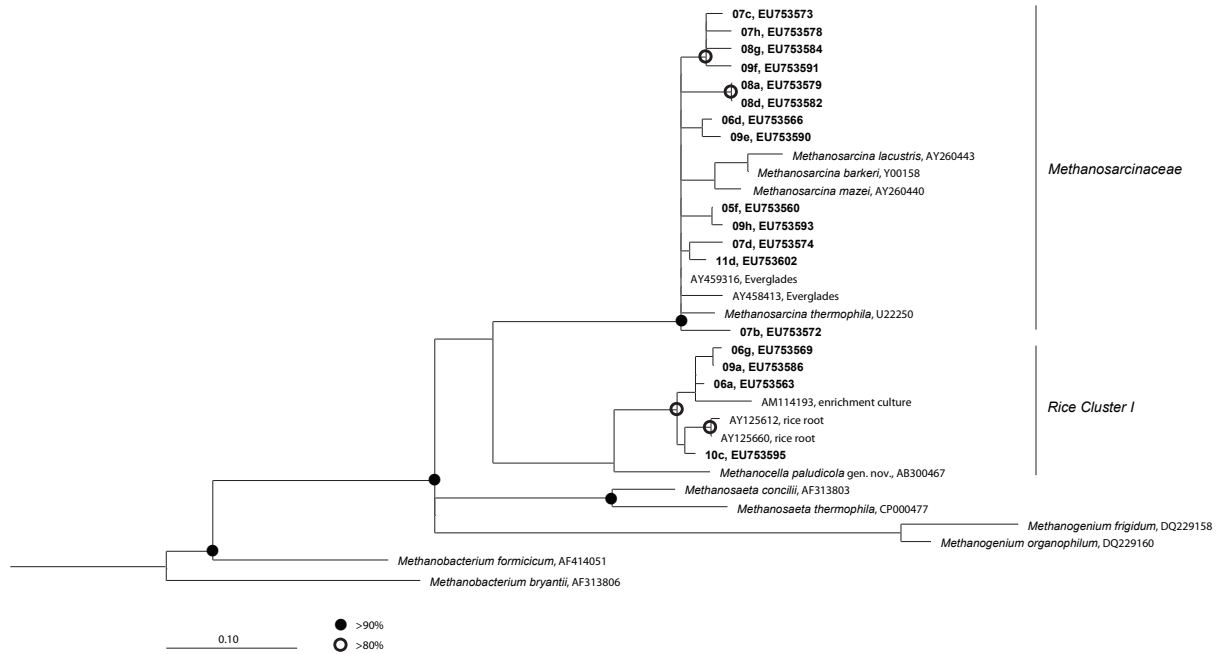 07c, EU753573
07h, EU753578
08g, EU753584
09f, EU753591
08a, EU753579
08d, EU753582
06d, EU753566
09e, EU753590
Methanosarcina lacustris, AY260443
Methanosarcina barkeri, Y00158
Methanosarcina mazei, AY260440
05f, EU753560
09h, EU753593
07d, EU753574
11d, EU753602
AY459316, Everglades
AY458413, Everglades
Methanosarcina thermophila, U22250
07b, EU753572
Methanosarcinaceae
06g, EU753569
09a, EU753586
06a, EU753563
AM114193, enrichment culture
AY125612, rice root
AY125660, rice root
10c, EU753595
Methanocella paludicola gen. nov., AB300467
Rice Cluster I
Methanosaeta concilii, AF313803
Methanosaeta thermophila, CP000477
Methanogenium frigidum, DQ229158
Methanogenium organophilum, DQ229160
Methanobacterium formicicum, AF414051
Methanobacterium bryantii, AF313806
0.10
>90%
>80%